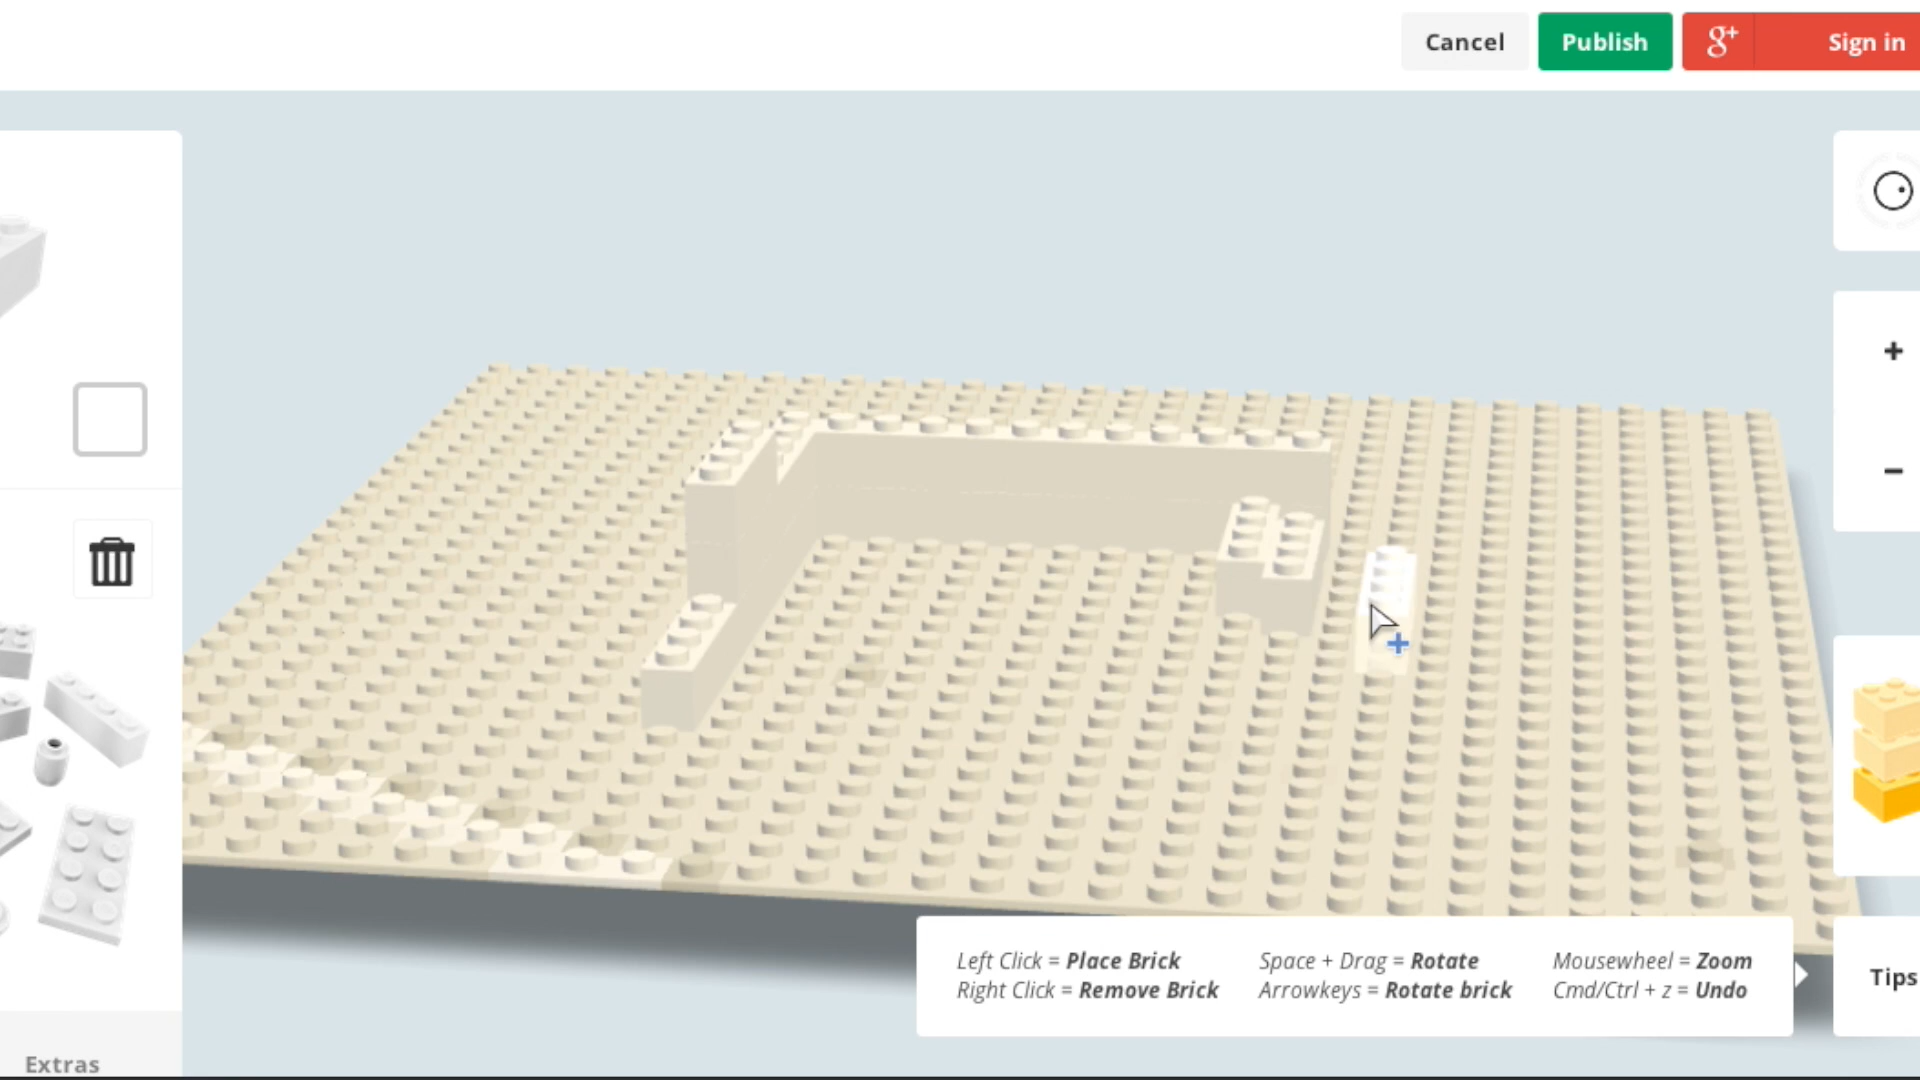 Cancel
Publish
g+
Sign in
+
-
Left Click = Place Brick
Right Click = Remove Brick
Space + Drag = Rotate
Arrowkeys = Rotate brick
Mousewheel = Zoom
Cmd/Ctrl + z = Undo
Tips
Extras